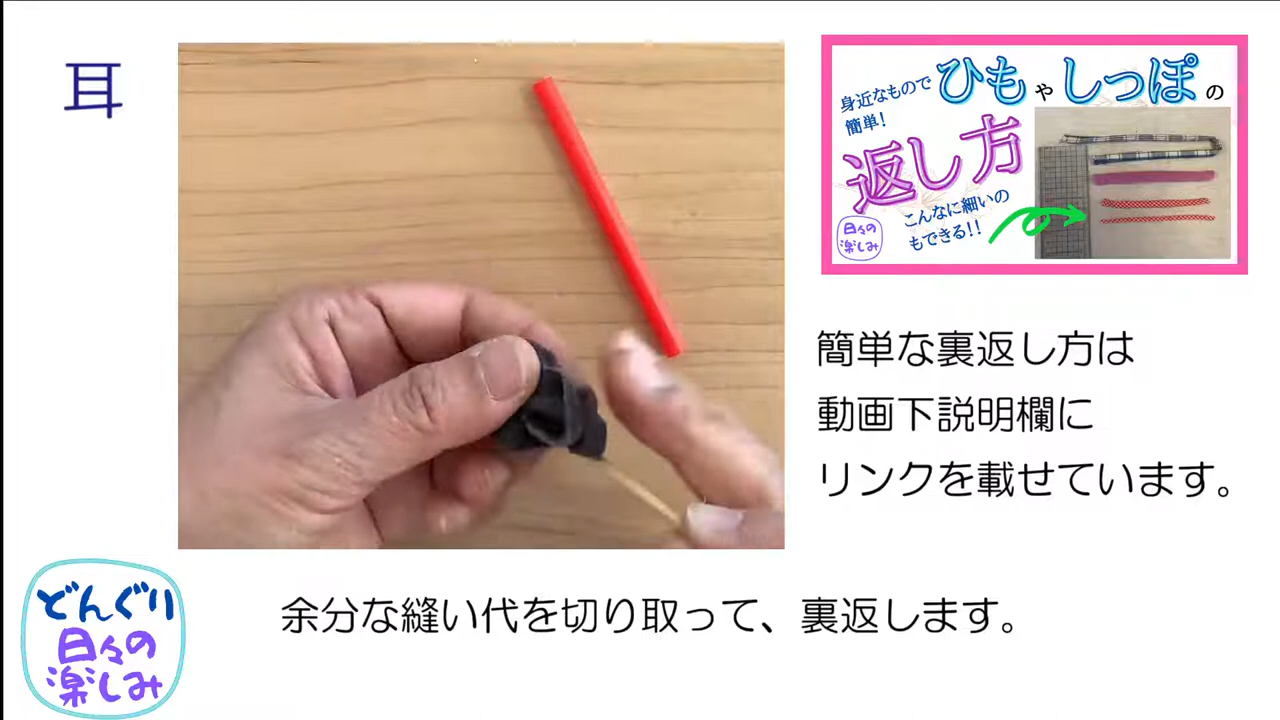 耳
身近なもので
簡単!
ひもやしっぽの
返し方
こんなに細いの
もできる!!
日々の
楽しみ
簡単な裏返し方は
動画下説明欄に
リンクを載せています。
余分な縫い代を切り取って、裏返します。
どんぐり
日々の
楽しみ